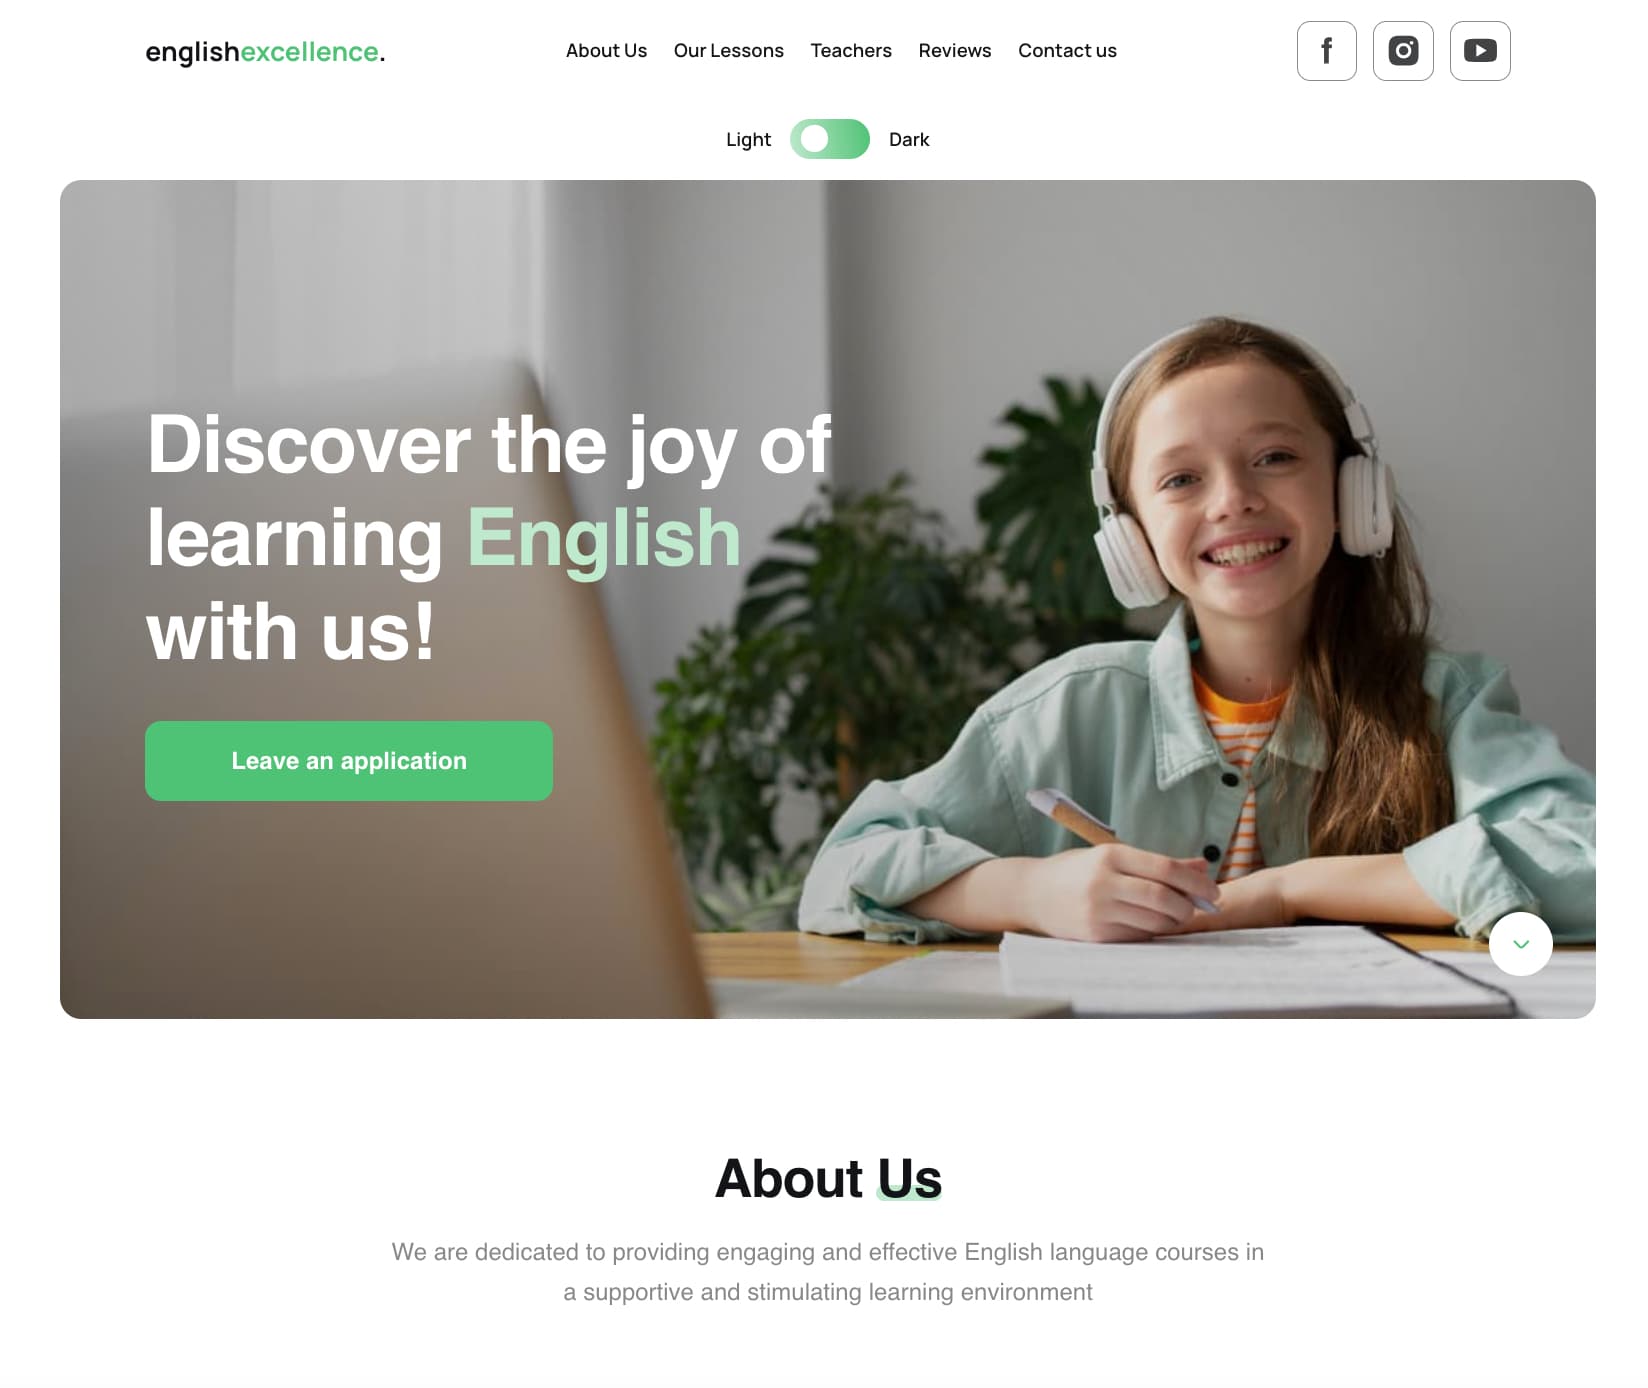 englishexcellence.
About Us Our Lessons Teachers Reviews Contact us
Light Dark
Discover the joy of
learning English
with us!
Leave an application
About Us
We are dedicated to providing engaging and effective English language courses in
a supportive and stimulating learning environment